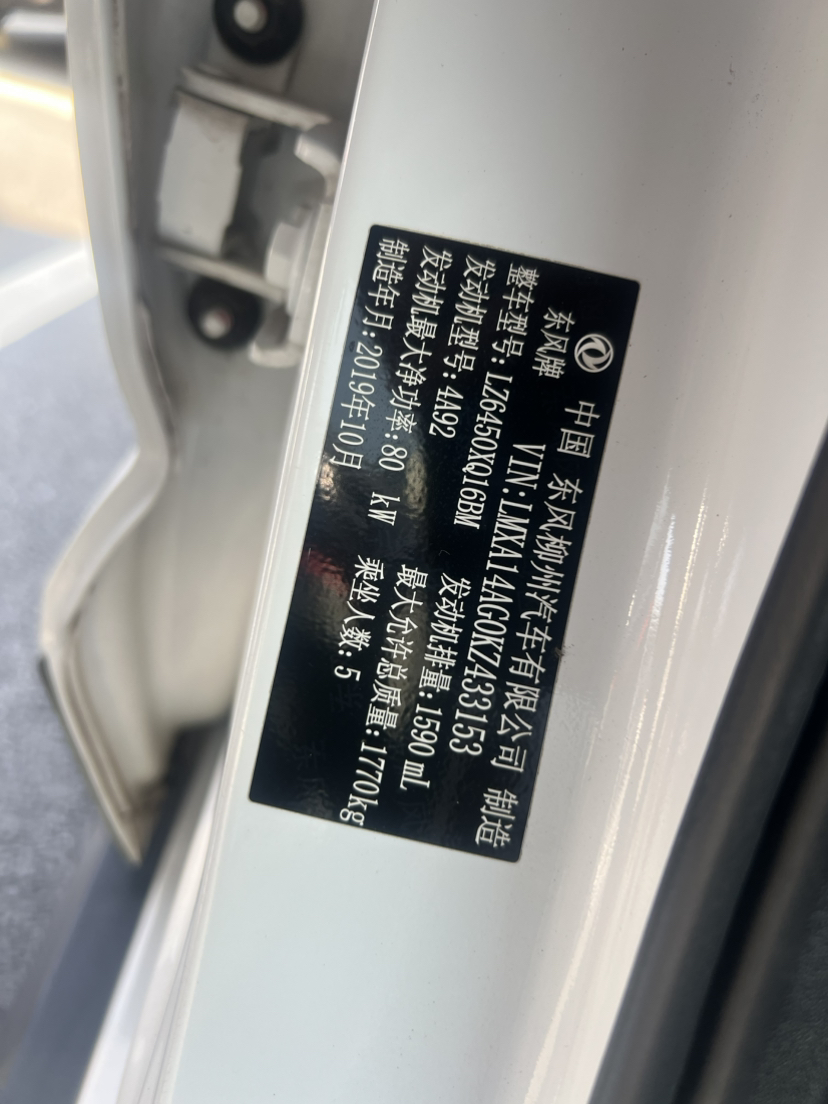 中国 东风柳州汽车有限公司 制造
东风牌 VIN:LMXA14AG0KZ433153
整车型号:LZ6450XQ16BM 发动机排量:1590 mL
发动机型号:4A92 最大允许总质量:1770kg
发动机最大净功率:80 kW 乘坐人数:5
制造年月:2019年10月